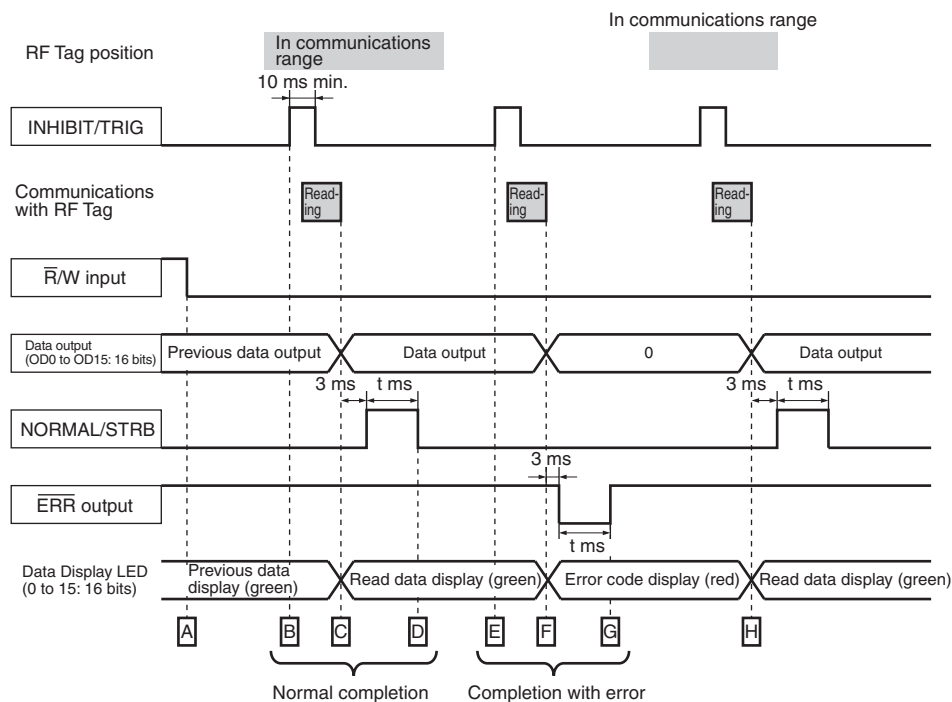 In communications range
RF Tag position
In communications
range
10 ms min.
INHIBIT/TRIG
Communications
with RF Tag
Read-
ing
Read-
ing
Read-
ing
R̅/W input
Data output
(OD0 to OD15: 16 bits)
Previous data output
Data output
0
Data output
3 ms
t ms
3 ms
t ms
NORMAL/STRB
3 ms
E̅R̅R̅ output
t ms
Data Display LED
(0 to 15: 16 bits)
Previous data
display (green)
Read data display (green)
Error code display (red)
Read data display (green)
A
B
C
D
E
F
G
H
Normal completion
Completion with error